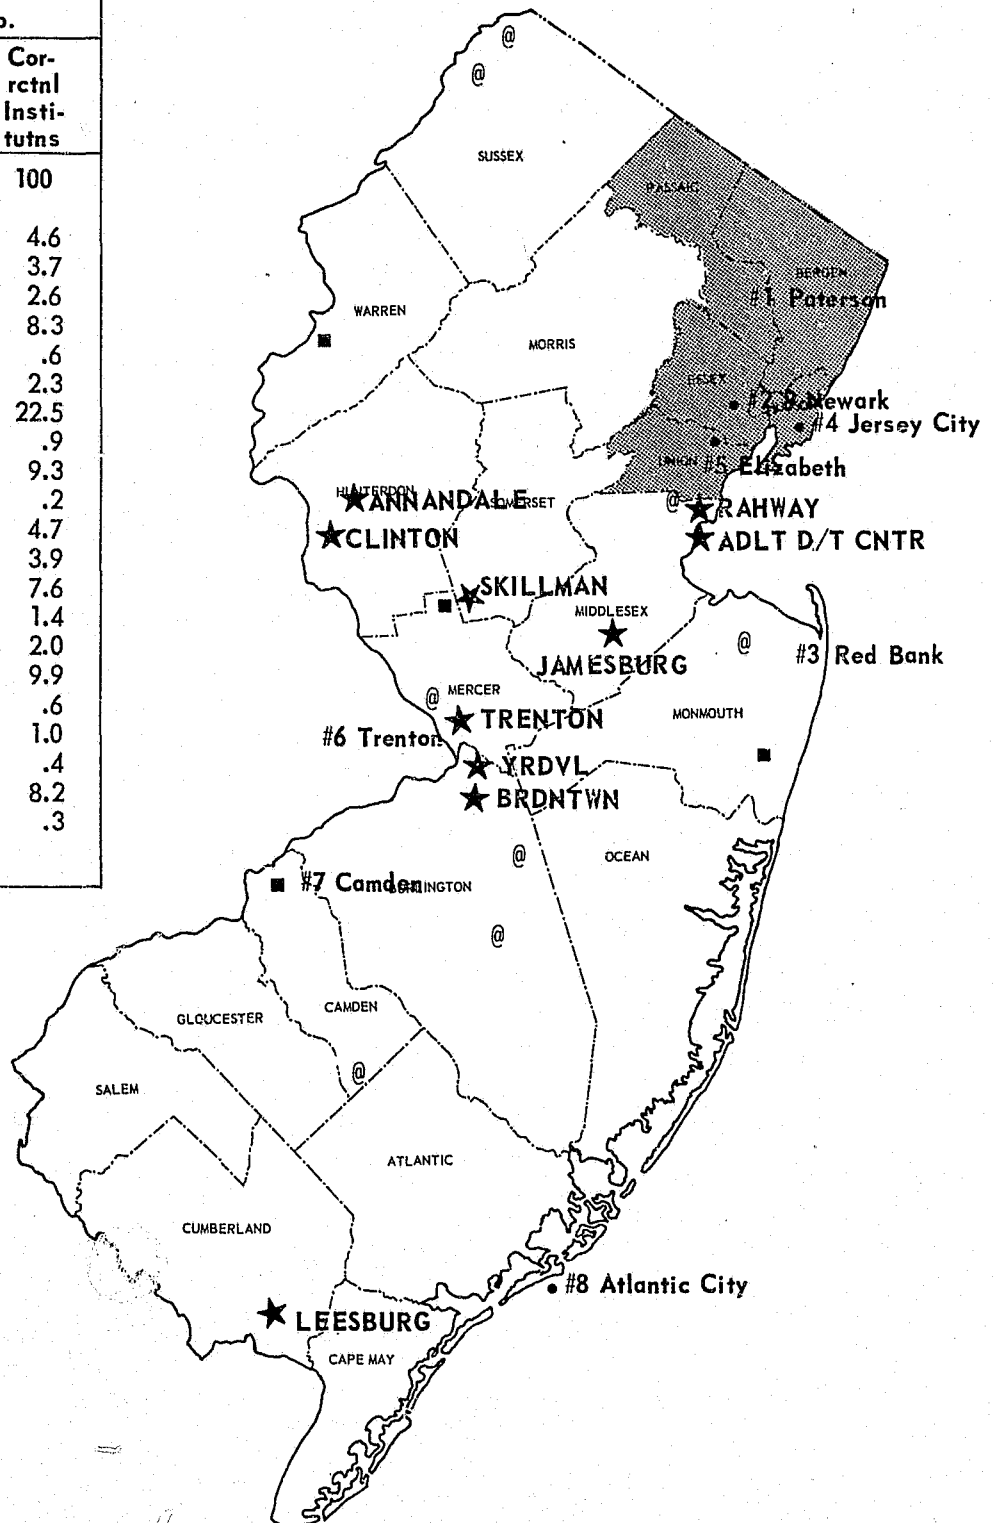 Cor-
rctnl
Insti-
tutns
100
4.6
3.7
2.6
8.3
.6
2.3
22.5
.9
9.3
.2
4.7
3.9
7.6
1.4
2.0
9.9
.6
1.0
.4
8.2
.3
@
@
SUSSEX
PASSAIC
BERGEN
#1 Paterson
WARREN
MORRIS
ESSEX
#2,9 Newark
#4 Jersey City
UNION
#5 Elizabeth
HUNTERDON
ANNANDALE
SOMERSET
@
RAHWAY
CLINTON
ADLT D/T CNTR
SKILLMAN
MIDDLESEX
@
JAMESBURG
#3 Red Bank
@
MERCER
TRENTON
MONMOUTH
#6 Trenton
YRDVL
BRDNTWN
@
OCEAN
#7 Camden
BURLINGTON
@
CAMDEN
GLOUCESTER
@
SALEM
ATLANTIC
CUMBERLAND
#8 Atlantic City
LEESBURG
CAPE MAY